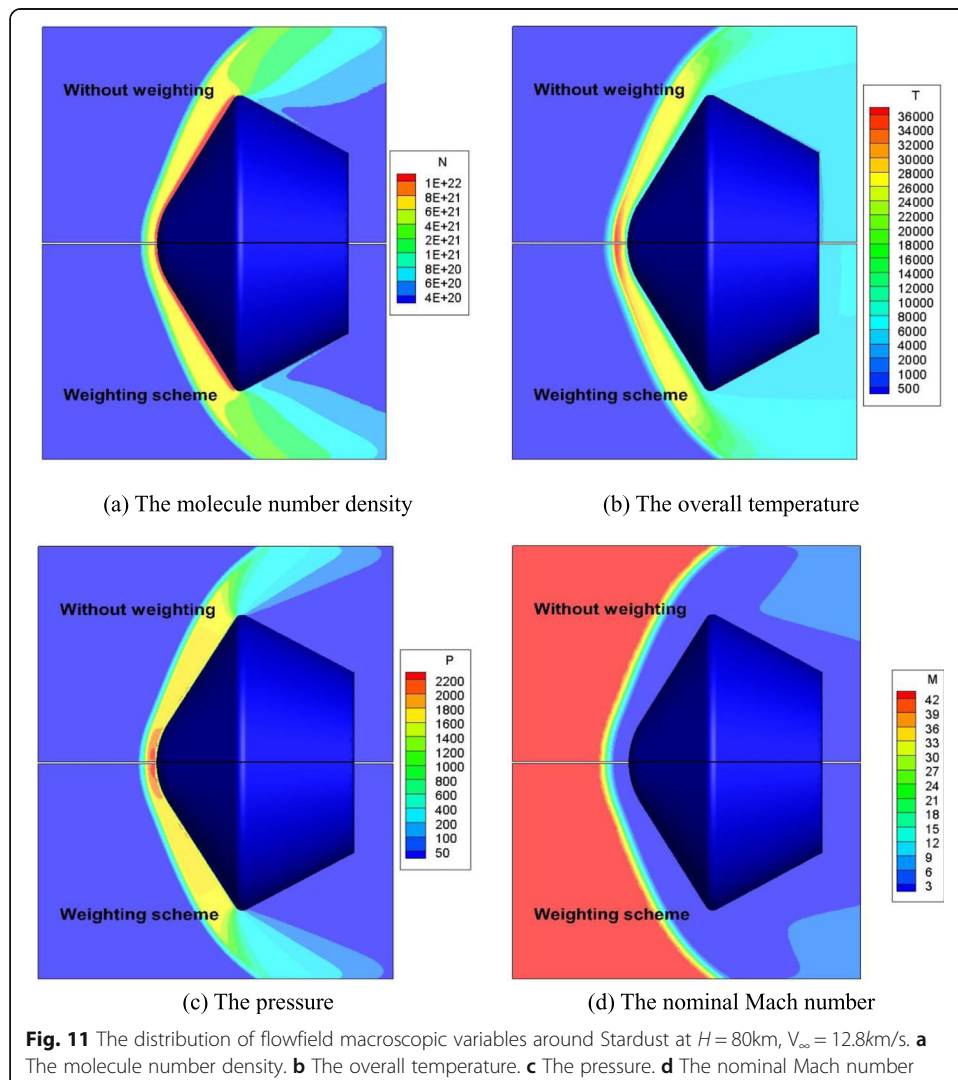 Without weighting
Weighting scheme
N
1E+22
8E+21
6E+21
4E+21
2E+21
1E+21
8E+20
6E+20
4E+20
(a) The molecule number density
Without weighting
Weighting scheme
T
36000
34000
32000
30000
28000
26000
24000
22000
20000
18000
16000
14000
12000
10000
8000
6000
4000
2000
1000
500
(b) The overall temperature
Without weighting
Weighting scheme
P
2200
2000
1800
1600
1400
1200
1000
800
600
400
200
100
50
(c) The pressure
Without weighting
Weighting scheme
M
42
39
36
33
30
27
24
21
18
15
12
9
6
3
(d) The nominal Mach number
Fig. 11 The distribution of flowfield macroscopic variables around Stardust at H = 80km, V∞ = 12.8km/s. a
The molecule number density. b The overall temperature. c The pressure. d The nominal Mach number